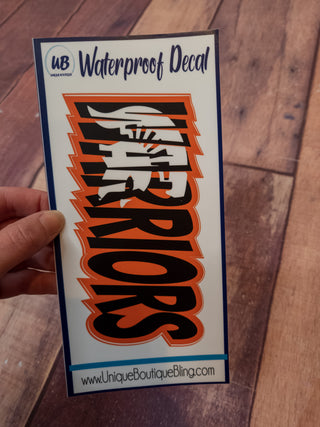 UB
Waterproof Decal
WARRIORS
www.UniqueBoutiqueBling.com